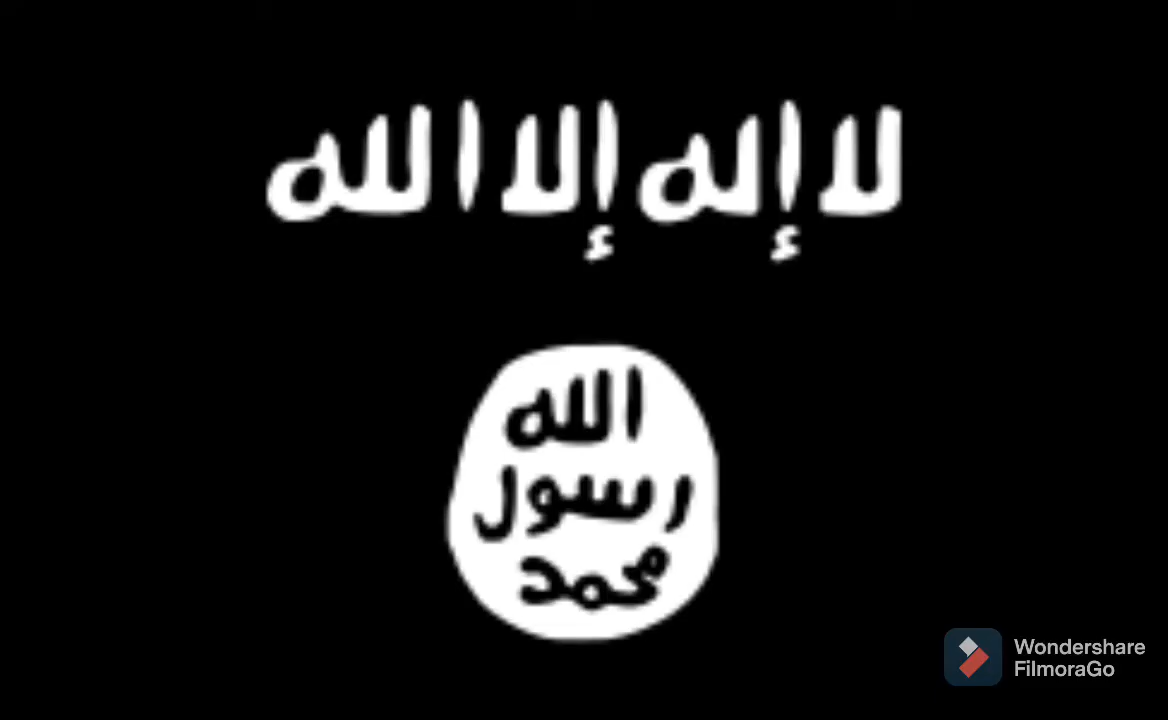 لا إله إلا الله
الله
رسول
محمد
Wondershare
FilmoraGo